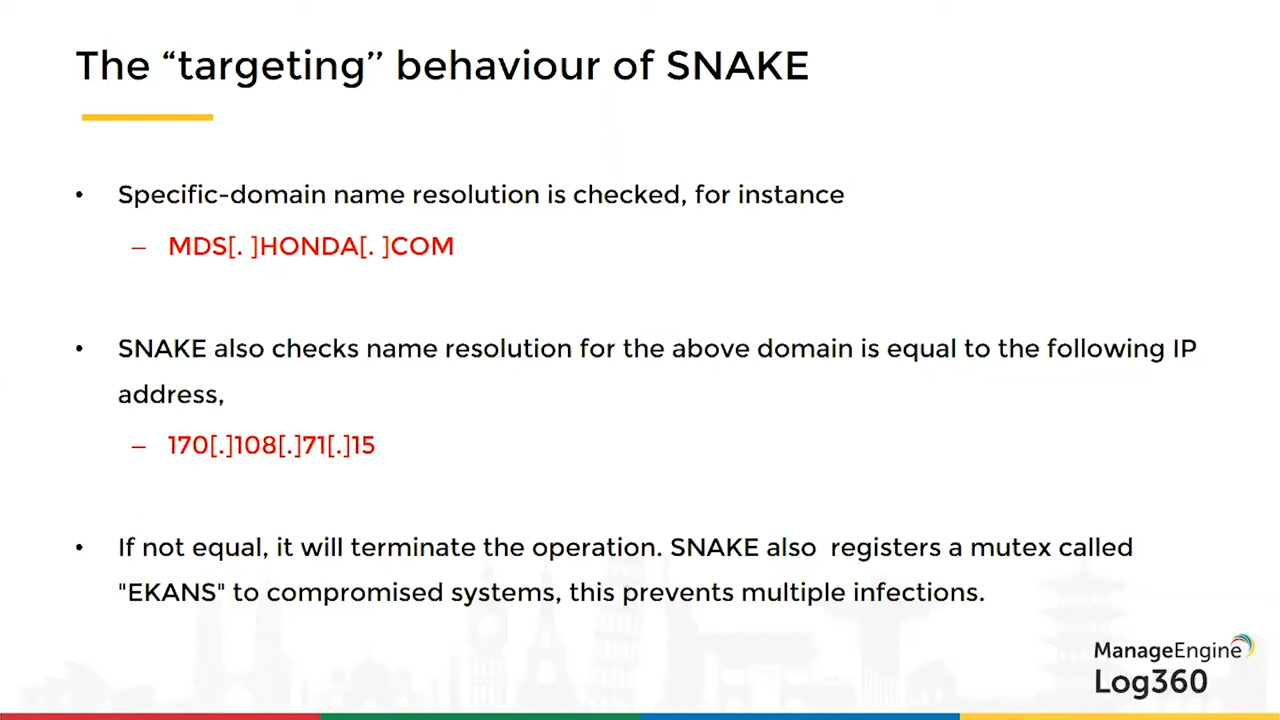 The “targeting’’ behaviour of SNAKE
• Specific-domain name resolution is checked, for instance
– MDS[. ]HONDA[. ]COM
• SNAKE also checks name resolution for the above domain is equal to the following IP
address,
– 170[.]108[.]71[.]15
• If not equal, it will terminate the operation. SNAKE also  registers a mutex called
"EKANS" to compromised systems, this prevents multiple infections.
ManageEngine
Log360